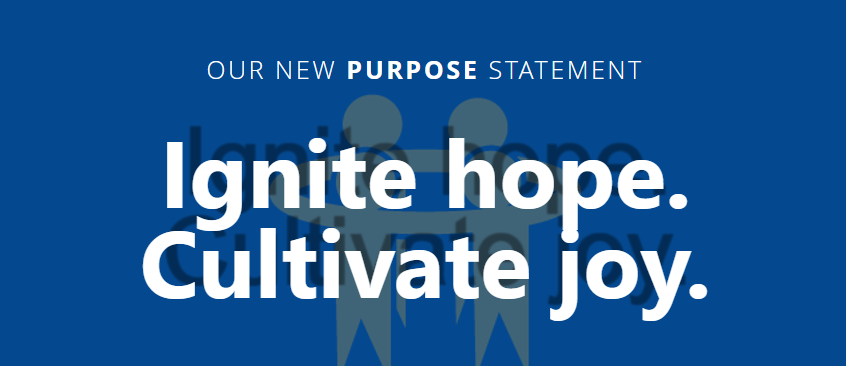 OUR NEW PURPOSE STATEMENT
Ignite hope.
Cultivate joy.